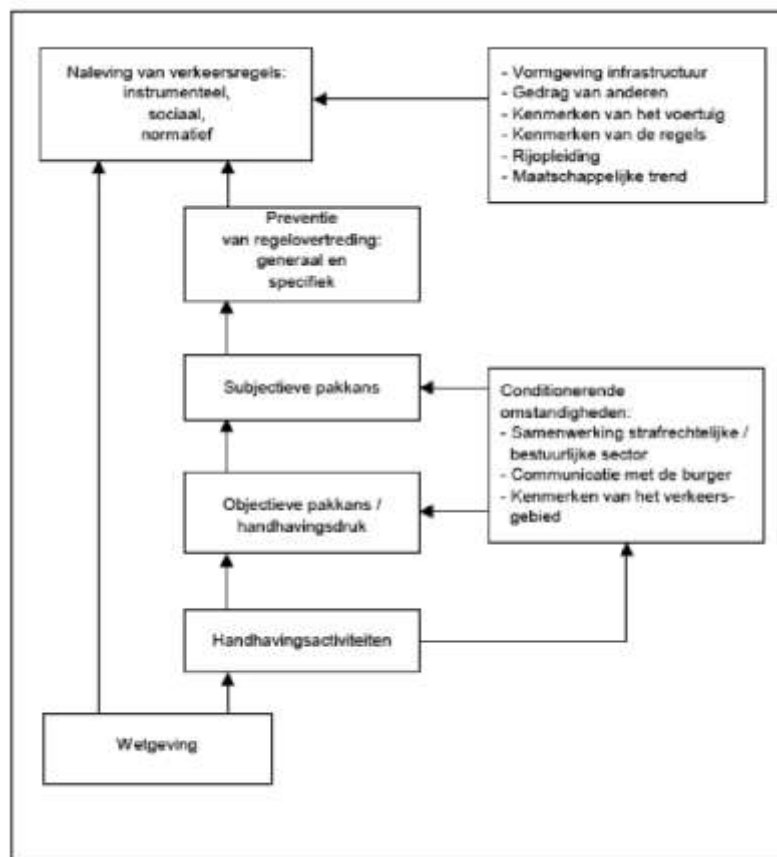 Naleving van verkeersregels:
instrumenteel,
sociaal,
normatief
- Vormgeving infrastructuur
- Gedrag van anderen
- Kenmerken van het voertuig
- Kenmerken van de regels
- Rijopleiding
- Maatschappelijke trend
Preventie
van regelovertreding:
generaal en
specifiek
Subjectieve pakkans
Conditionerende
omstandigheden:
- Samenwerking strafrechtelijke /
bestuurlijke sector
- Communicatie met de burger
- Kenmerken van het verkeers-
gebied
Objectieve pakkans /
handhavingsdruk
Handhavingsactiviteiten
Wetgeving